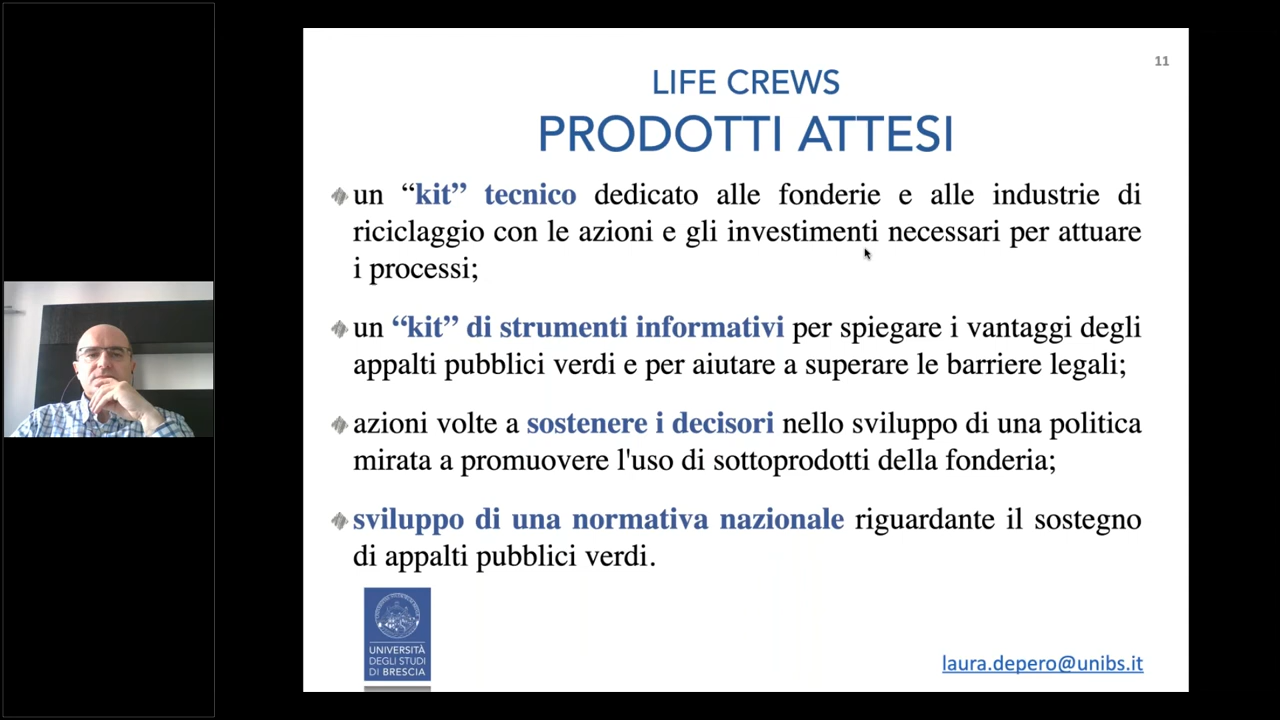 11
LIFE CREWS
PRODOTTI ATTESI
un “kit” tecnico dedicato alle fonderie e alle industrie di
riciclaggio con le azioni e gli investimenti necessari per attuare
i processi;
un “kit” di strumenti informativi per spiegare i vantaggi degli
appalti pubblici verdi e per aiutare a superare le barriere legali;
azioni volte a sostenere i decisori nello sviluppo di una politica
mirata a promuovere l'uso di sottoprodotti della fonderia;
sviluppo di una normativa nazionale riguardante il sostegno
di appalti pubblici verdi.
UNIVERSITÀ
DEGLI STUDI
DI BRESCIA
laura.depero@unibs.it